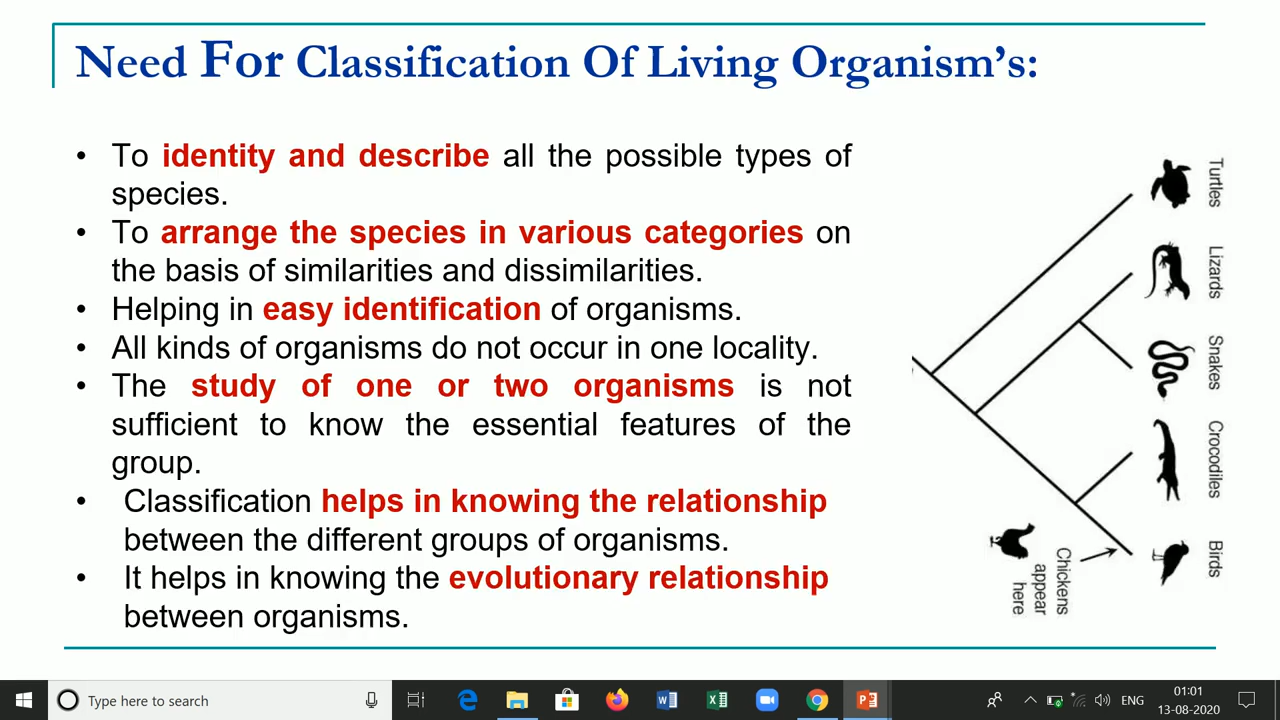 Need For Classification Of Living Organism's:
• To identity and describe all the possible types of
species.
• To arrange the species in various categories on
the basis of similarities and dissimilarities.
• Helping in easy identification of organisms.
• All kinds of organisms do not occur in one locality.
• The study of one or two organisms is not
sufficient to know the essential features of the
group.
• Classification helps in knowing the relationship
between the different groups of organisms.
• It helps in knowing the evolutionary relationship
between organisms.
Turtles
Lizards
Snakes
Crocodiles
Birds
Chickens
appear
here
Type here to search
ENG
01:01
13-08-2020